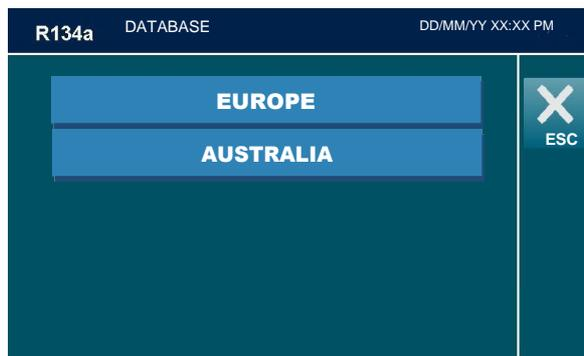 R134a DATABASE DD/MM/YY XX:XX PM
EUROPE
AUSTRALIA
ESC